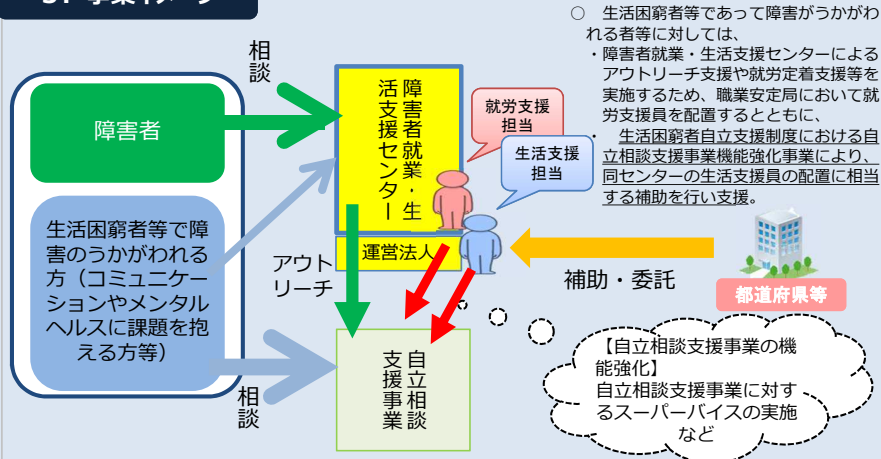 相談
障害者
生活困窮者等で障
害のうかがわれる
方（コミュニケー
ションやメンタル
ヘルスに課題を抱
える方等）
相談
障害者就業・生
活支援センター
運営法人
就労支援
担当
生活支援
担当
アウト
リーチ
自立相談
支援事業
補助・委託
都道府県等
○　生活困窮者等であって障害がうかがわ
れる者等に対しては、
・障害者就業・生活支援センターによる
アウトリーチ支援や就労定着支援等を
実施するため、職業安定局において就
労支援員を配置するとともに、
・　生活困窮者自立支援制度における自
立相談支援事業機能強化事業により、
同センターの生活支援員の配置に相当
する補助を行い支援。
【自立相談支援事業の機
能強化】
自立相談支援事業に対す
るスーパーバイスの実施
など